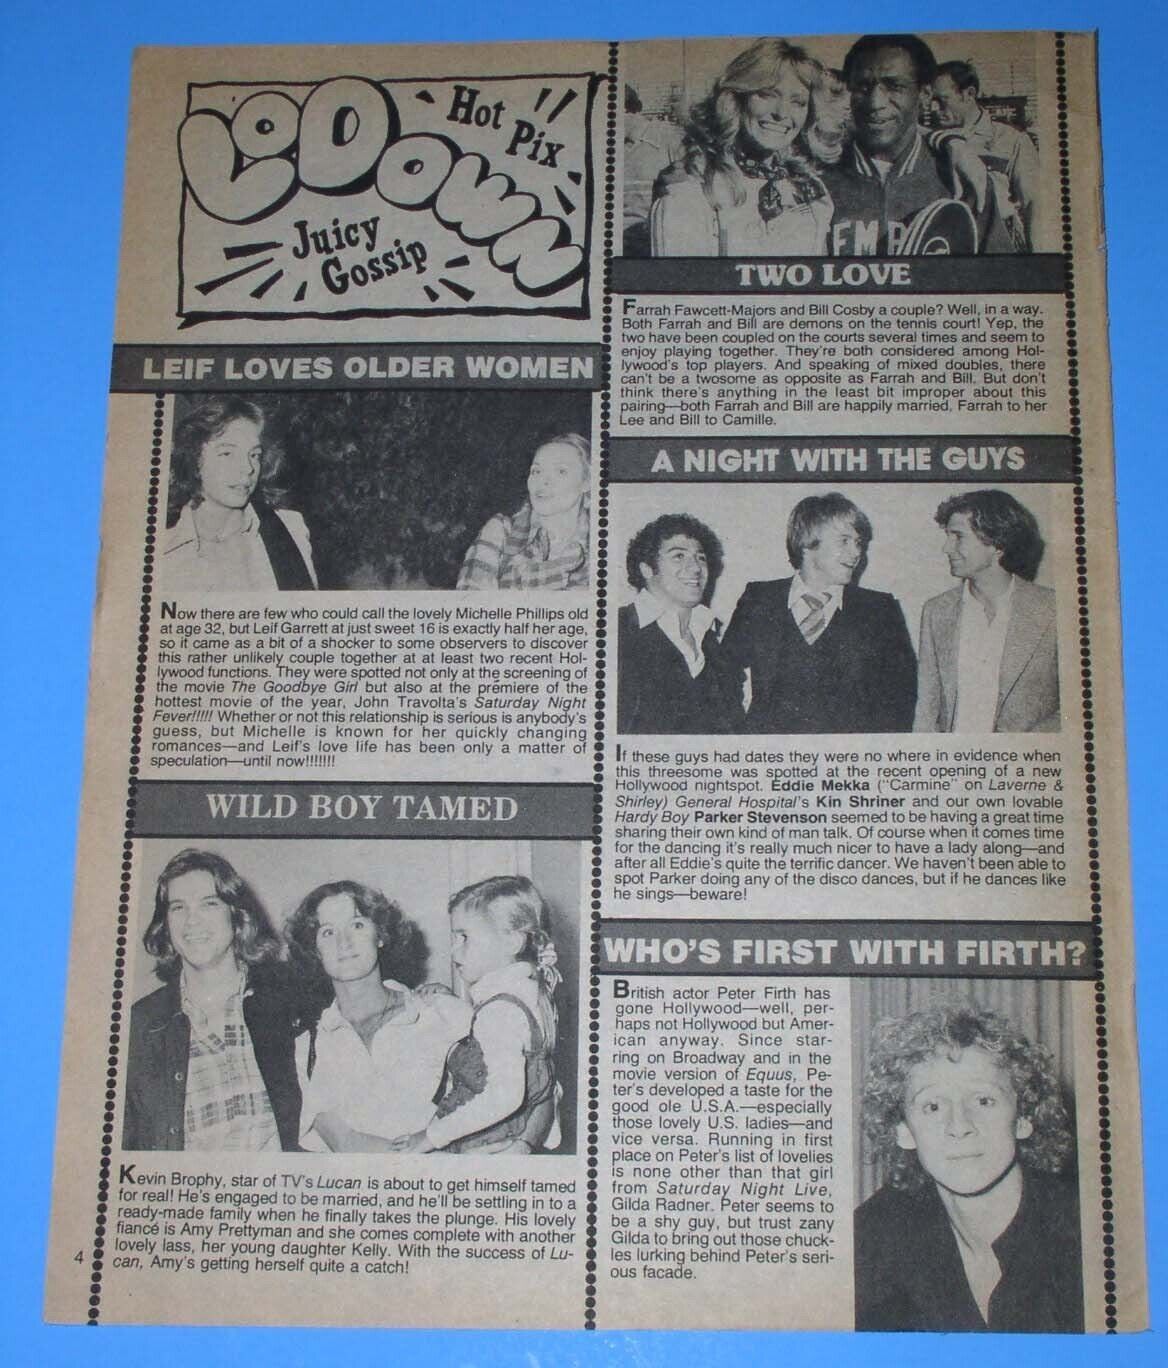 LOOOWN
Hot Pix
Juicy
Gossip
LEIF LOVES OLDER WOMEN
Now there are few who could call the lovely Michelle Phillips old
at age 32, but Leif Garrett at just sweet 16 is exactly half her age,
so it came as a bit of a shocker to some observers to discover
this rather unlikely couple together at at least two recent Hol-
lywood functions. They were spotted not only at the screening of
the movie The Goodbye Girl but also at the premiere of the
hottest movie of the year, John Travolta's Saturday Night
Fever!!!!! Whether or not this relationship is serious is anybody's
guess, but Michelle is known for her quickly changing
romances—and Leif's love life has been only a matter of
speculation—until now!!!!!!!
WILD BOY TAMED
Kevin Brophy, star of TV's Lucan is about to get himself tamed
for real! He's engaged to be married, and he'll be settling in to a
ready-made family when he finally takes the plunge. His lovely
fiancé is Amy Prettyman and she comes complete with another
lovely lass, her young daughter Kelly. With the success of Lu-
can, Amy's getting herself quite a catch!
4
FMP
TWO LOVE
Farrah Fawcett-Majors and Bill Cosby a couple? Well, in a way.
Both Farrah and Bill are demons on the tennis court! Yep, the
two have been coupled on the courts several times and seem to
enjoy playing together. They're both considered among Hol-
lywood's top players. And speaking of mixed doubles, there
can't be a twosome as opposite as Farrah and Bill. But don't
think there's anything in the least bit improper about this
pairing—both Farrah and Bill are happily married, Farrah to her
Lee and Bill to Camille.
A NIGHT WITH THE GUYS
If these guys had dates they were no where in evidence when
this threesome was spotted at the recent opening of a new
Hollywood nightspot. Eddie Mekka ("Carmine" on Laverne &
Shirley) General Hospital's Kin Shriner and our own lovable
Hardy Boy Parker Stevenson seemed to be having a great time
sharing their own kind of man talk. Of course when it comes time
for the dancing it's really much nicer to have a lady along—and
after all Eddie's quite the terrific dancer. We haven't been able to
spot Parker doing any of the disco dances, but if he dances like
he sings—beware!
WHO'S FIRST WITH FIRTH?
British actor Peter Firth has
gone Hollywood—well, per-
haps not Hollywood but Amer-
ican anyway. Since star-
ring on Broadway and in the
movie version of Equus, Pe-
ter's developed a taste for the
good ole U.S.A.—especially
those lovely U.S. ladies—and
vice versa. Running in first
place on Peter's list of lovelies
is none other than that girl
from Saturday Night Live,
Gilda Radner. Peter seems to
be a shy guy, but trust zany
Gilda to bring out those chuck-
les lurking behind Peter's seri-
ous facade.